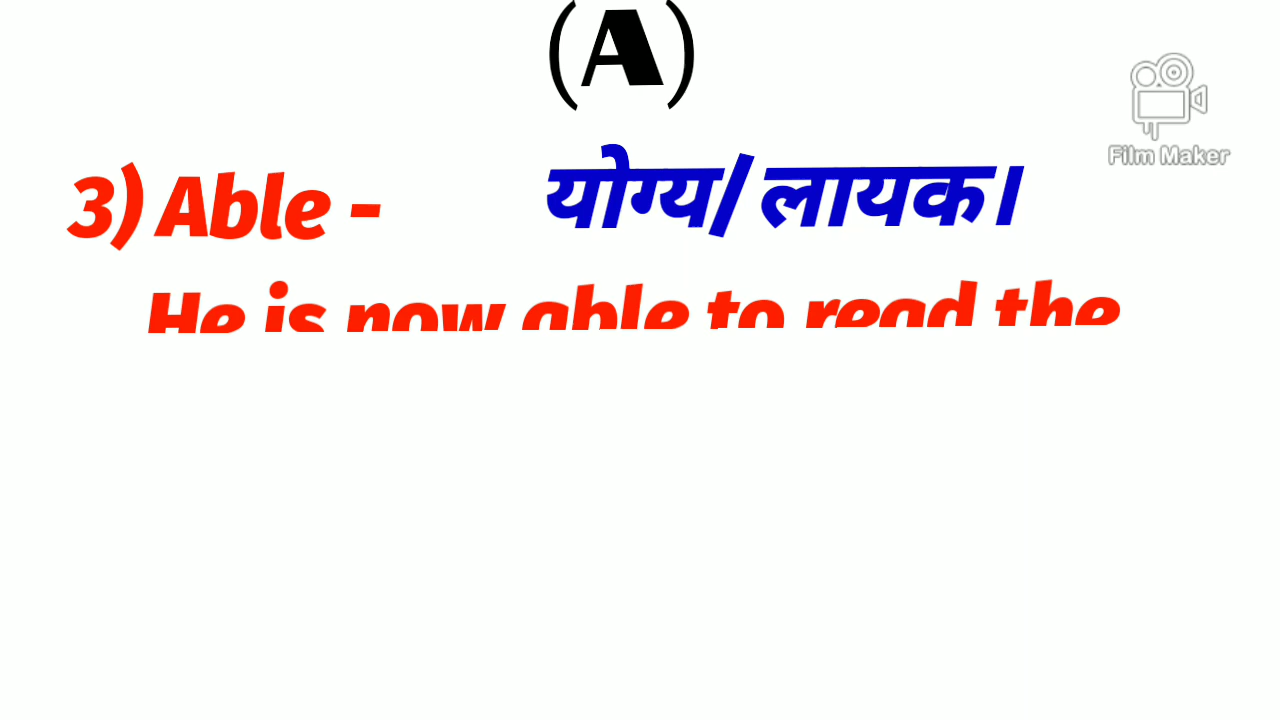 (A)
Film Maker
3) Able - योग्य/लायक।
He is now able to read the